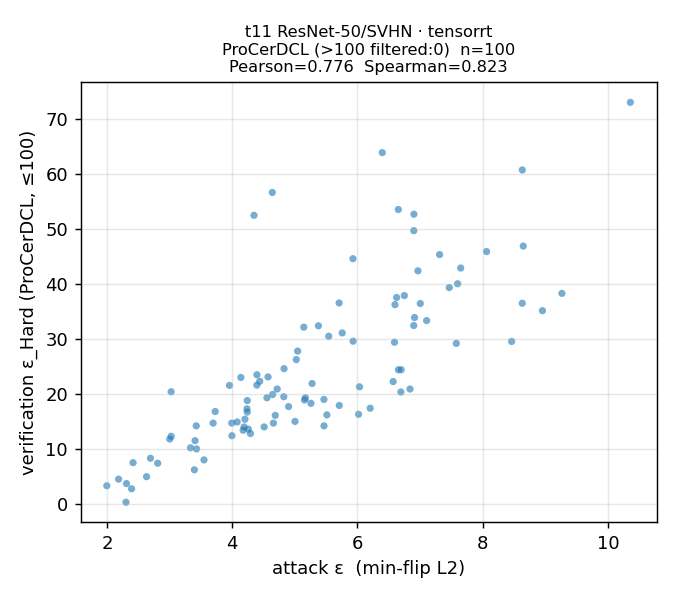 t11 ResNet-50/SVHN · tensorrt
ProCerDCL (>100 filtered:0)  n=100
Pearson=0.776  Spearman=0.823
verification ε_Hard (ProCerDCL, ≤100)
70
60
50
40
30
20
10
0
2
4
6
8
10
attack ε  (min-flip L2)